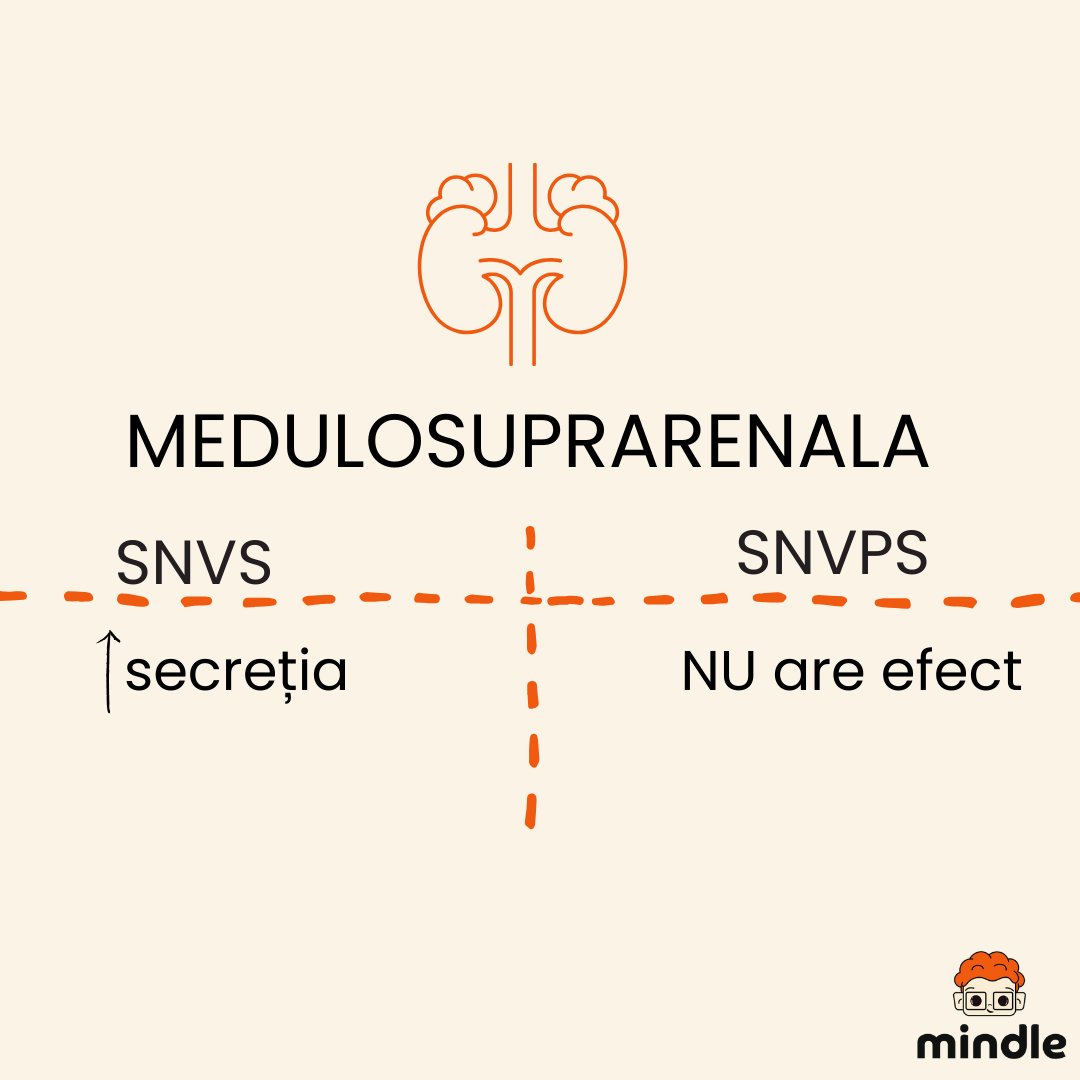 MEDULOSUPRARENALA
SNVS
SNVPS
secreția
NU are efect
mindle